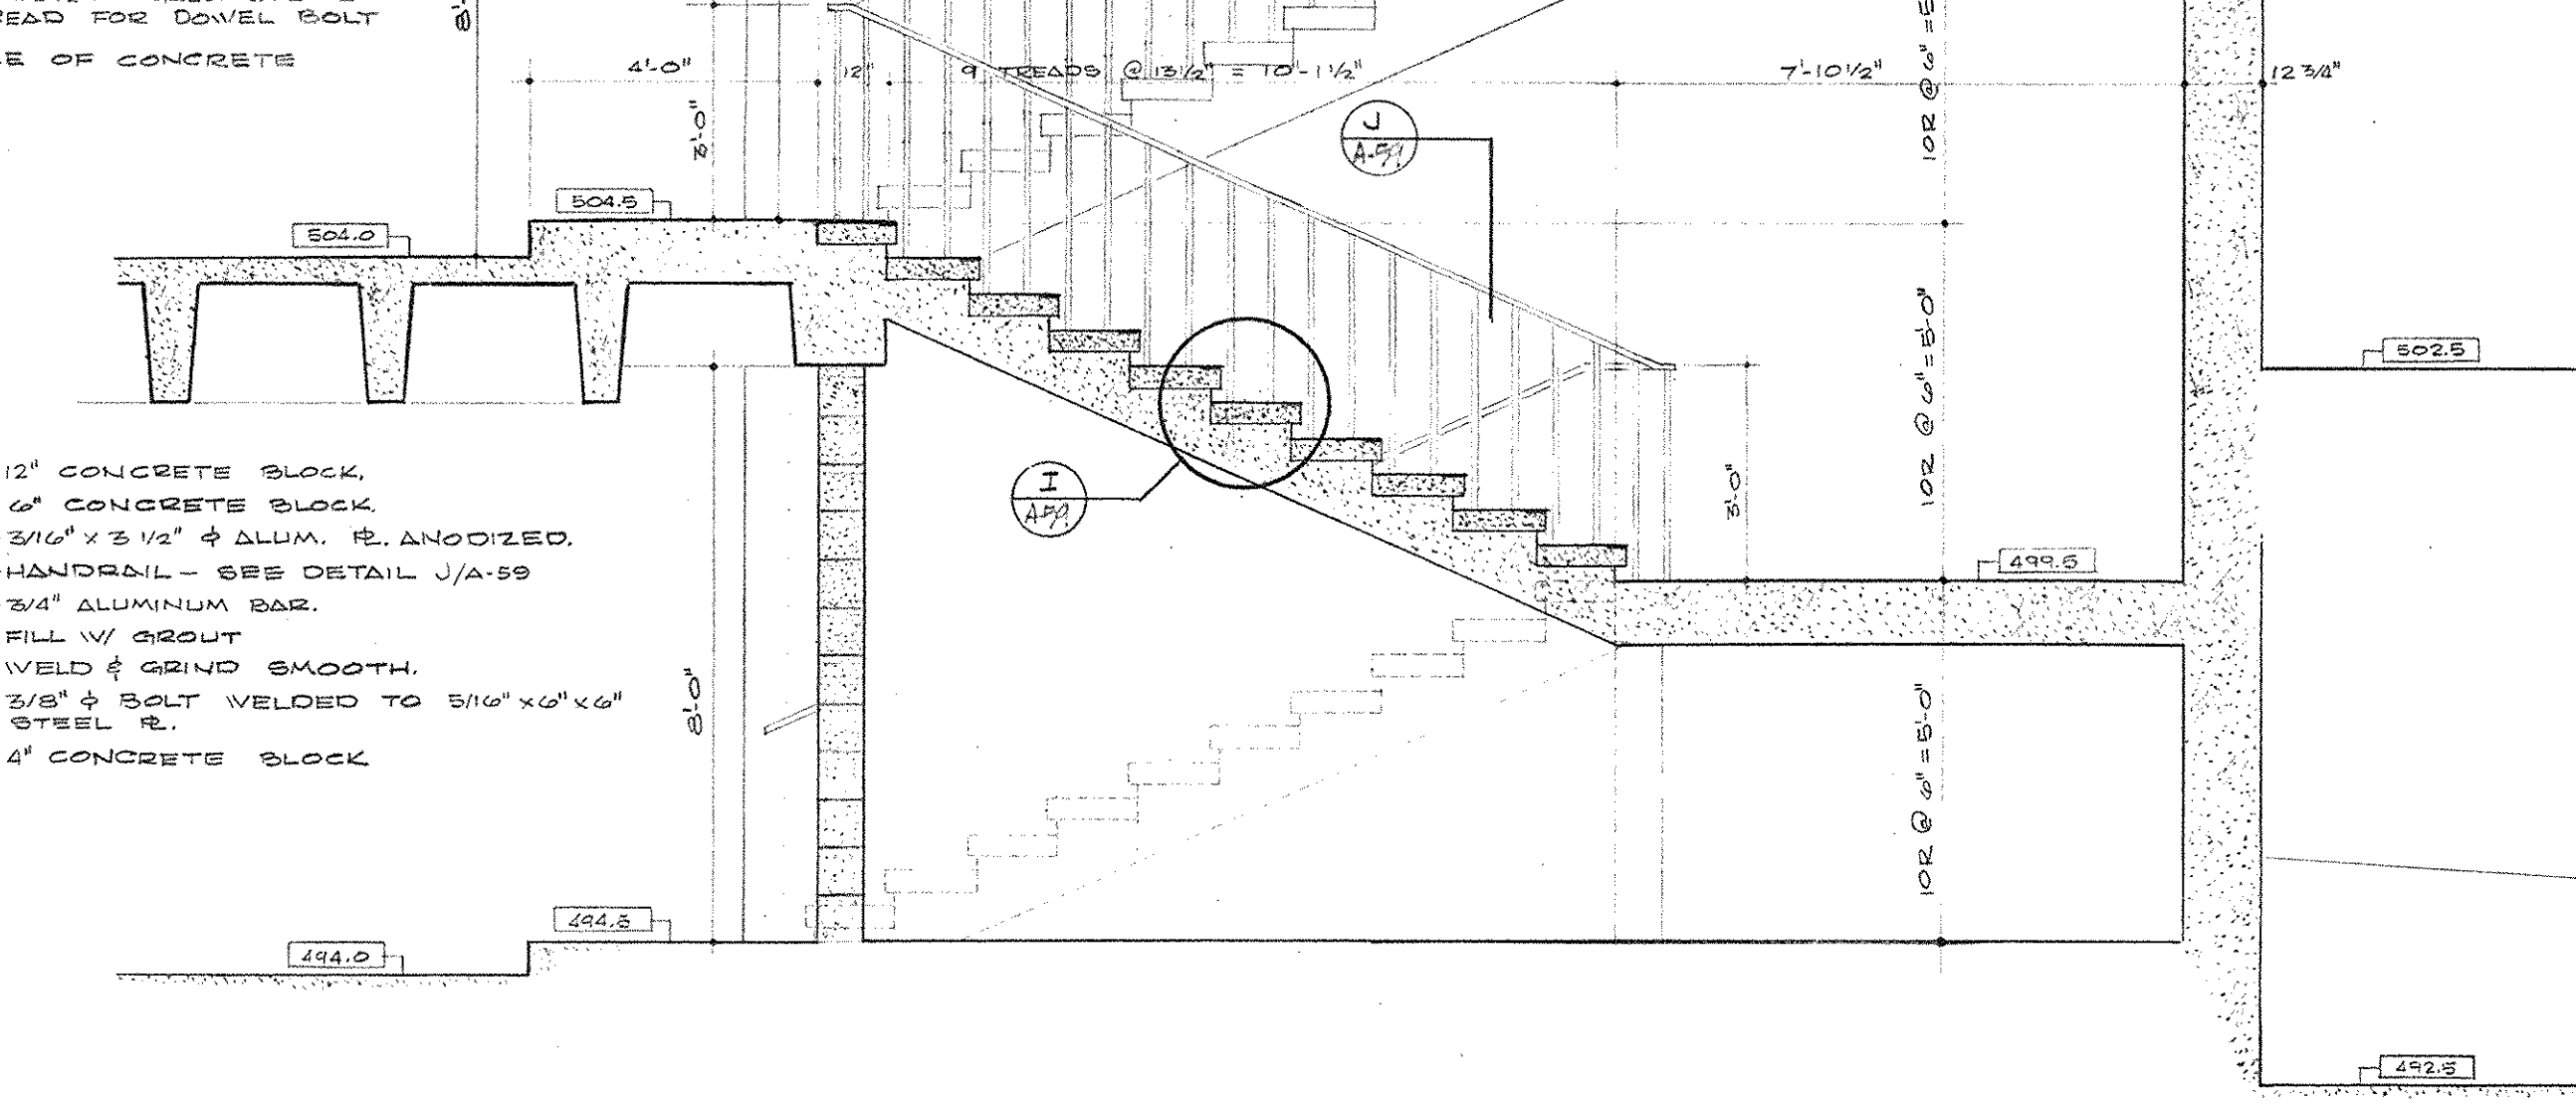 READ FOR DOWEL BOLT
E OF CONCRETE
8'-
4'-0"
12"
9 TREADS @ 13 1/2" = 10'-1 1/2"
7'-10 1/2"
12 3/4"
3'-0"
10R @ 6" = 5
J
A-59
504.5
504.0
502.5
10R @ 6" = 5'-0"
I
A-59
3'-0"
499.5
12" CONCRETE BLOCK.
6" CONCRETE BLOCK.
3/16" x 3 1/2" ⌀ ALUM. ℞. ANODIZED.
HANDRAIL - SEE DETAIL J/A-59
3/4" ALUMINUM BAR.
FILL W/ GROUT
WELD & GRIND SMOOTH.
3/8" ⌀ BOLT WELDED TO 5/16" x 6" x 6"
STEEL ℞.
4" CONCRETE BLOCK
8'-0"
10R @ 6" = 5'-0"
494.5
494.0
492.5